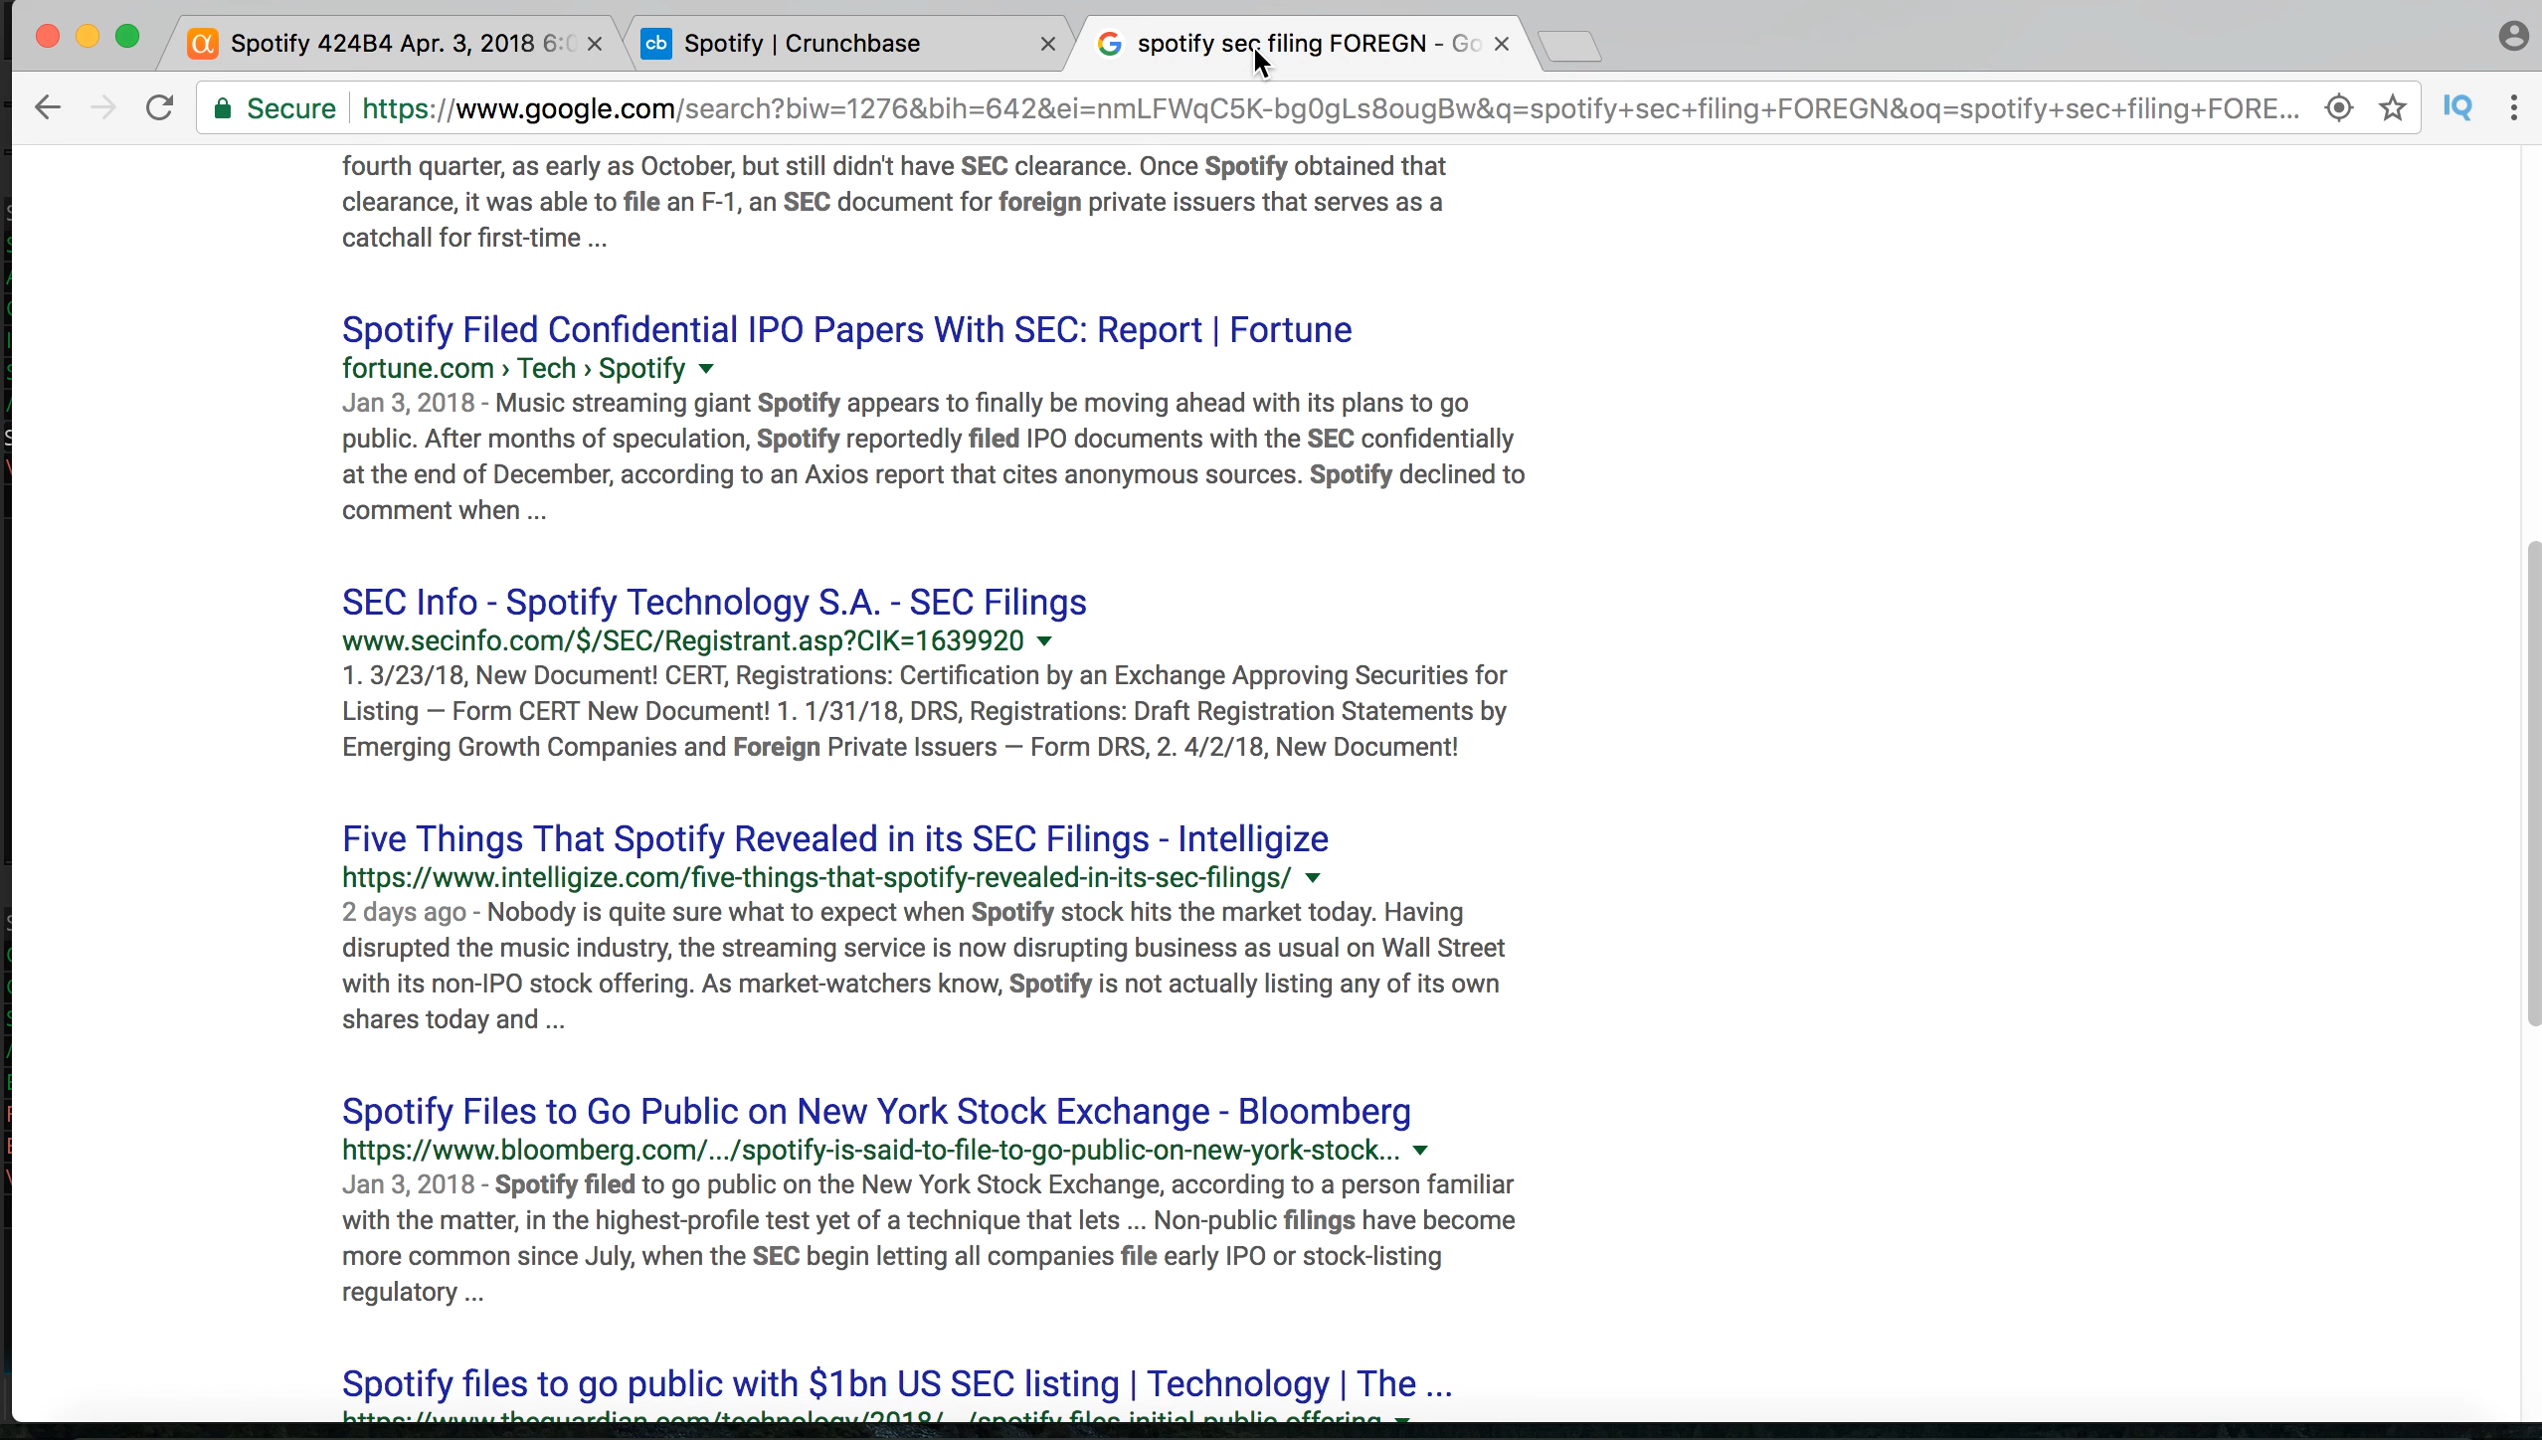 Spotify 424B4 Apr. 3, 2018 6:0
cb Spotify | Crunchbase
spotify sec filing FOREGN - Go
Secure https://www.google.com/search?biw=1276&bih=642&ei=nmLFWqC5K-bg0gLs8ougBw&q=spotify+sec+filing+FOREGN&oq=spotify+sec+filing+FORE... IQ
fourth quarter, as early as October, but still didn't have SEC clearance. Once Spotify obtained that
clearance, it was able to file an F-1, an SEC document for foreign private issuers that serves as a
catchall for first-time ...
Spotify Filed Confidential IPO Papers With SEC: Report | Fortune
fortune.com › Tech › Spotify
Jan 3, 2018 - Music streaming giant Spotify appears to finally be moving ahead with its plans to go
public. After months of speculation, Spotify reportedly filed IPO documents with the SEC confidentially
at the end of December, according to an Axios report that cites anonymous sources. Spotify declined to
comment when ...
SEC Info - Spotify Technology S.A. - SEC Filings
www.secinfo.com/$/SEC/Registrant.asp?CIK=1639920
1. 3/23/18, New Document! CERT, Registrations: Certification by an Exchange Approving Securities for
Listing — Form CERT New Document! 1. 1/31/18, DRS, Registrations: Draft Registration Statements by
Emerging Growth Companies and Foreign Private Issuers — Form DRS, 2. 4/2/18, New Document!
Five Things That Spotify Revealed in its SEC Filings - Intelligize
https://www.intelligize.com/five-things-that-spotify-revealed-in-its-sec-filings/
2 days ago - Nobody is quite sure what to expect when Spotify stock hits the market today. Having
disrupted the music industry, the streaming service is now disrupting business as usual on Wall Street
with its non-IPO stock offering. As market-watchers know, Spotify is not actually listing any of its own
shares today and ...
Spotify Files to Go Public on New York Stock Exchange - Bloomberg
https://www.bloomberg.com/.../spotify-is-said-to-file-to-go-public-on-new-york-stock...
Jan 3, 2018 - Spotify filed to go public on the New York Stock Exchange, according to a person familiar
with the matter, in the highest-profile test yet of a technique that lets ... Non-public filings have become
more common since July, when the SEC begin letting all companies file early IPO or stock-listing
regulatory ...
Spotify files to go public with $1bn US SEC listing | Technology | The ...
https://www.theguardian.com/technology/2018/.../spotify-files-initial-public-offering